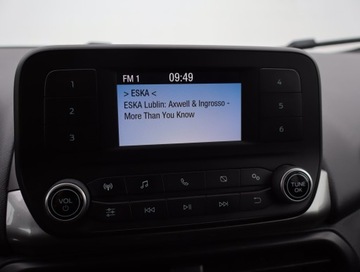 FM 1 09:49
> ESKA <
ESKA Lublin: Axwell & Ingrosso -
More Than You Know
1
2
3
4
5
6
VOL
TUNE
OK